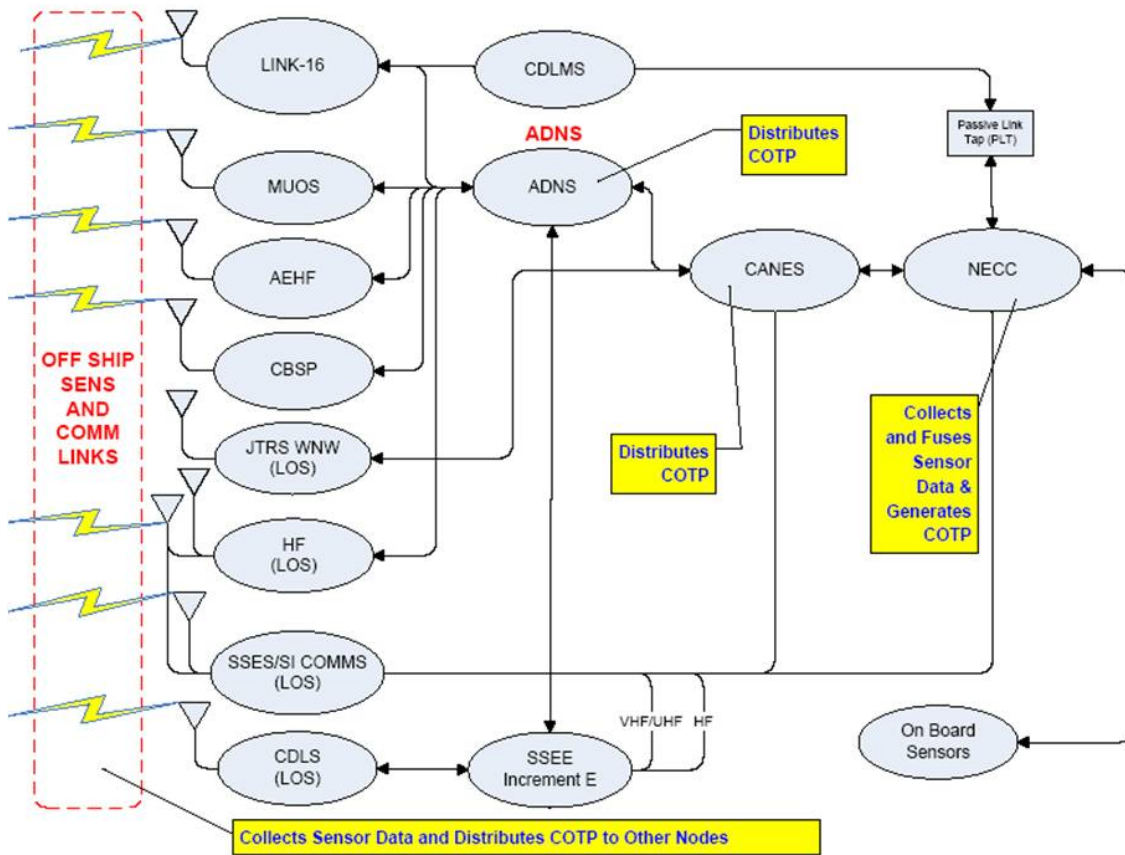 LINK-16
CDLMS
ADNS
Distributes
COTP
Passive Link
Tap (PLT)
MUOS
ADNS
AEHF
CANES
NECC
CBSP
OFF SHIP
SENS
AND
COMM
LINKS
JTRS WNW
(LOS)
Distributes
COTP
Collects
and Fuses
Sensor
Data &
Generates
COTP
HF
(LOS)
SSES/SI COMMS
(LOS)
VHF/UHF
HF
CDLS
(LOS)
SSEE
Increment E
On Board
Sensors
Collects Sensor Data and Distributes COTP to Other Nodes